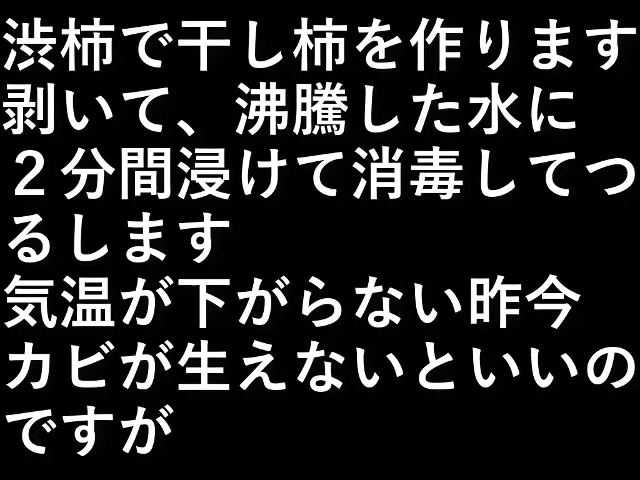 渋柿で干し柿を作ります
剥いて、沸騰した水に
２分間浸けて消毒してつ
るします
気温が下がらない昨今
カビが生えないといいの
ですが